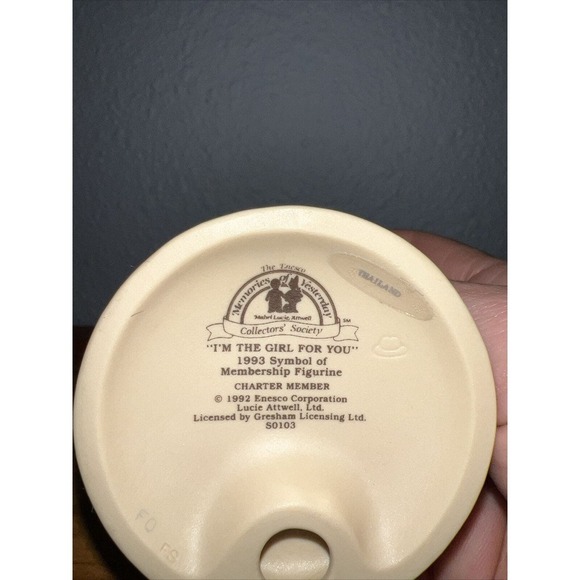 The Enesco
Memories of Yesterday
Mabel Lucie Attwell
SM
Collectors' Society
THAILAND
"I'M THE GIRL FOR YOU"
1993 Symbol of
Membership Figurine
CHARTER MEMBER
© 1992 Enesco Corporation
Lucie Attwell, Ltd.
Licensed by Gresham Licensing Ltd.
S0103